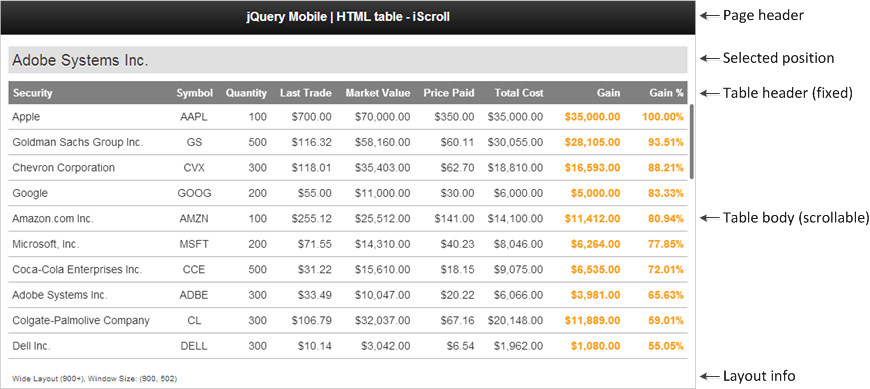 jQuery Mobile | HTML table - iScroll
Page header
Adobe Systems Inc.
Selected position
Security Symbol Quantity Last Trade Market Value Price Paid Total Cost Gain Gain %
Table header (fixed)
Apple AAPL 100 $700.00 $70,000.00 $350.00 $35,000.00 $35,000.00 100.00%
Goldman Sachs Group Inc. GS 500 $116.32 $58,160.00 $60.11 $30,055.00 $28,105.00 93.51%
Chevron Corporation CVX 300 $118.01 $35,403.00 $62.70 $18,810.00 $16,593.00 88.21%
Google GOOG 200 $55.00 $11,000.00 $30.00 $6,000.00 $5,000.00 83.33%
Amazon.com Inc. AMZN 100 $255.12 $25,512.00 $141.00 $14,100.00 $11,412.00 80.94%
Table body (scrollable)
Microsoft, Inc. MSFT 200 $71.55 $14,310.00 $40.23 $8,046.00 $6,264.00 77.85%
Coca-Cola Enterprises Inc. CCE 500 $31.22 $15,610.00 $18.15 $9,075.00 $6,535.00 72.01%
Adobe Systems Inc. ADBE 300 $33.49 $10,047.00 $20.22 $6,066.00 $3,981.00 65.63%
Colgate-Palmolive Company CL 300 $106.79 $32,037.00 $67.16 $20,148.00 $11,889.00 59.01%
Dell Inc. DELL 300 $10.14 $3,042.00 $6.54 $1,962.00 $1,080.00 55.05%
Wide Layout (900+), Window Size: (900, 502)
Layout info